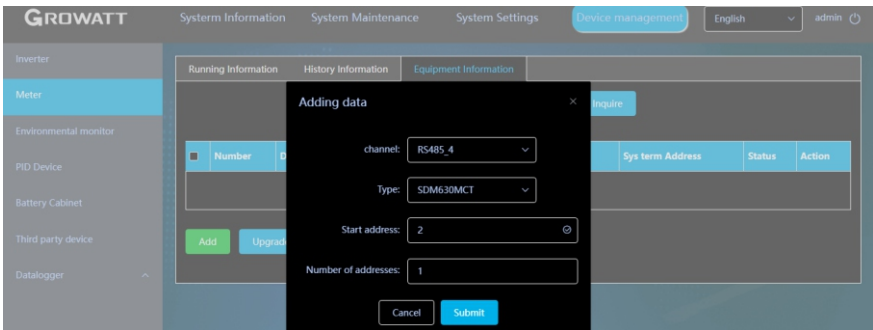 GROWATT
Systerm Information System Maintenance System Settings Device management English admin
Inverter
Running Information History Information Equipment Information
Meter
Adding data
Inquire
Environmental monitor
channel: RS485_4
Number D Sys term Address Status Action
PID Device
Type: SDM630MCT
Battery Cabinet
Start address: 2
Third party device
Add Upgrad
Number of addresses: 1
Datalogger
Cancel Submit